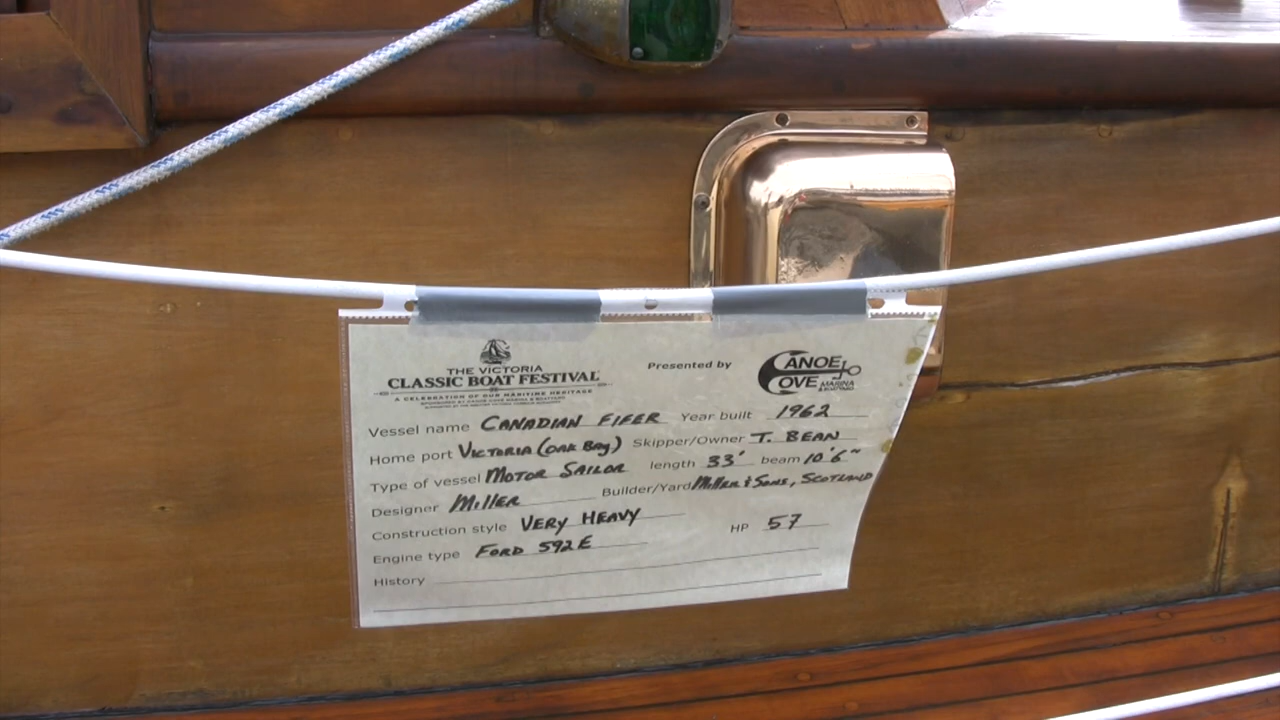 THE VICTORIA
CLASSIC BOAT FESTIVAL
A CELEBRATION OF OUR MARITIME HERITAGE
Presented by
CANOE COVE MARINA
Vessel name CANADIAN FIFER Year built 1962
Home port VICTORIA (OAK BAY) Skipper/Owner T. BEAN
Type of vessel MOTOR SAILOR length 33' beam 10'6"
Designer MILLER Builder/Yard MILLER & SONS, SCOTLAND
Construction style VERY HEAVY HP 57
Engine type FORD 592E
History